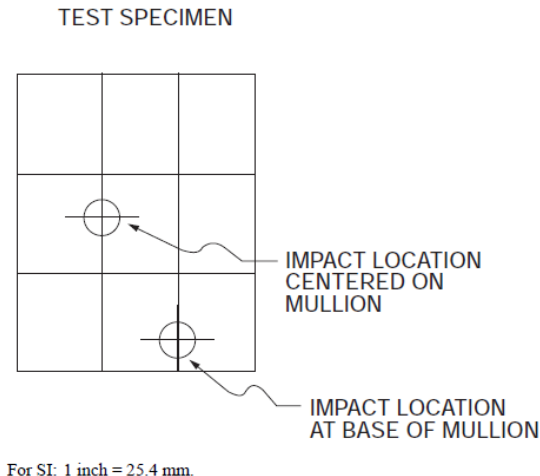 TEST SPECIMEN
IMPACT LOCATION
CENTERED ON
MULLION
IMPACT LOCATION
AT BASE OF MULLION
For SI: 1 inch = 25.4 mm.